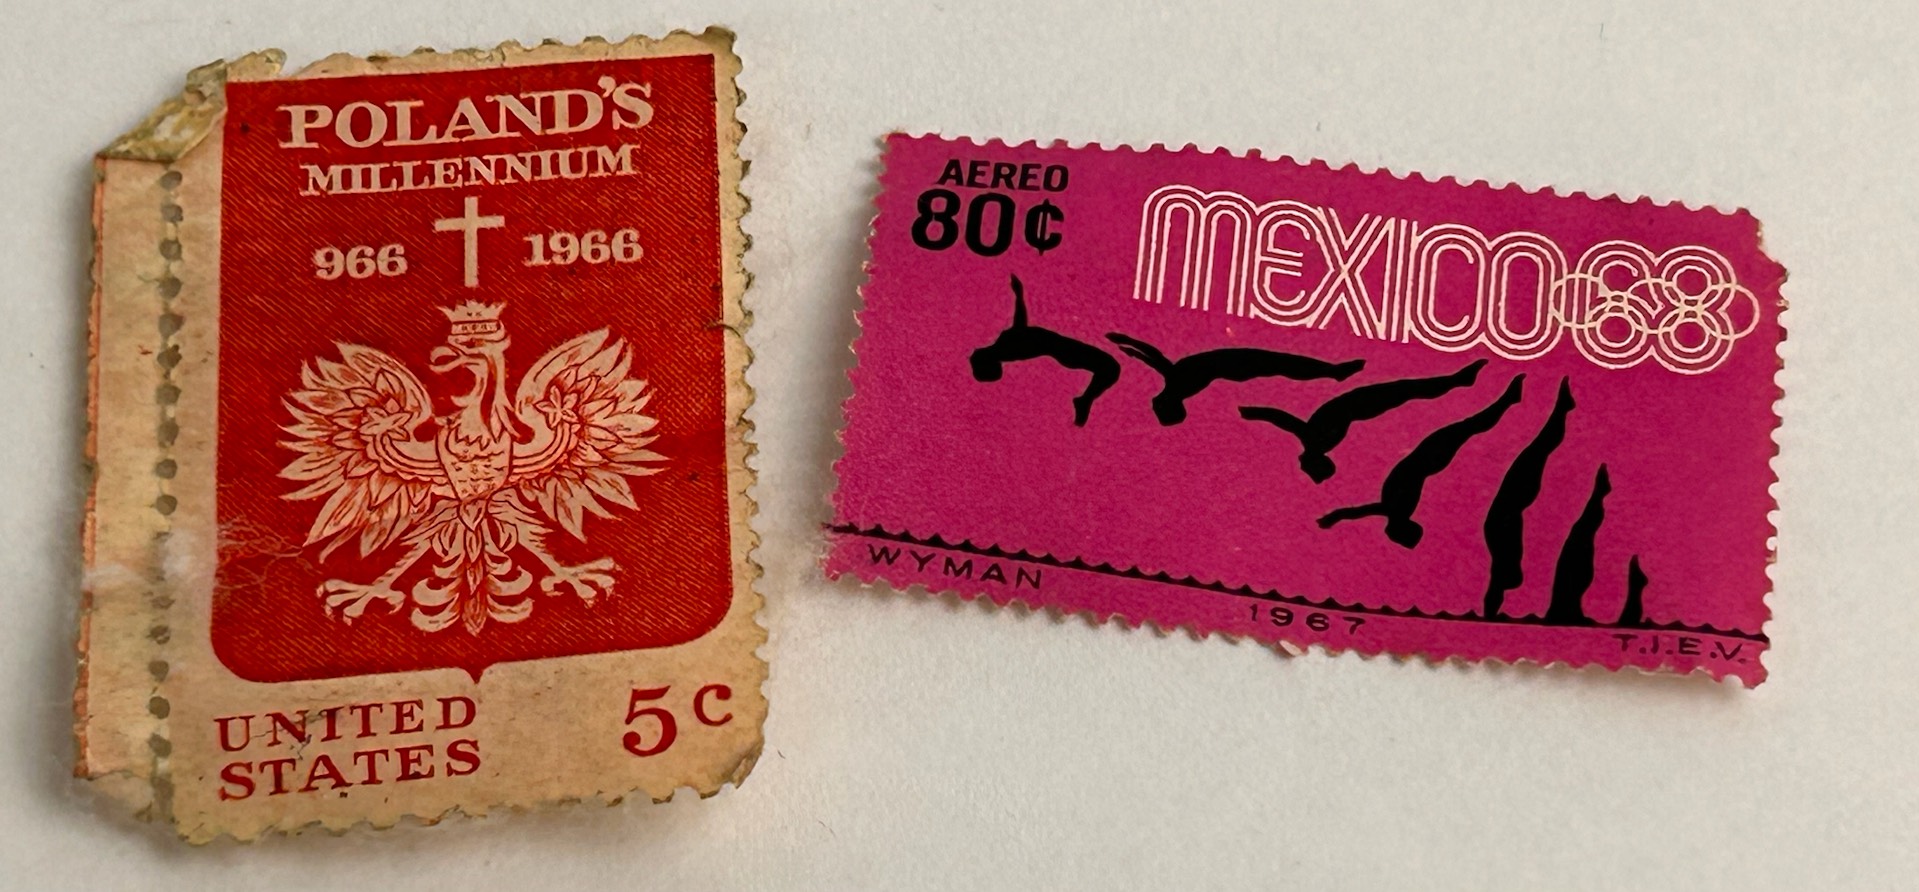 POLAND'S
MILLENNIUM
966 1966
UNITED
STATES
5c
AEREO
80¢
MEXICO68
WYMAN
1967
T.I.E.V.